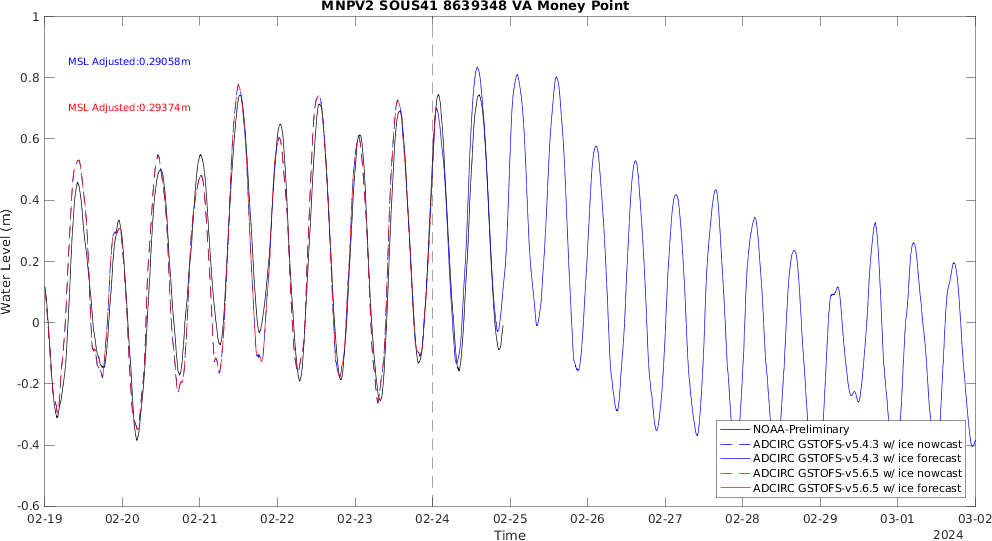 MNPV2 SOUS41 8639348 VA Money Point
MSL Adjusted:0.29058m
MSL Adjusted:0.29374m
Water Level (m)
1
0.8
0.6
0.4
0.2
0
-0.2
-0.4
-0.6
NOAA-Preliminary
ADCIRC GSTOFS-v5.4.3 w/ ice nowcast
ADCIRC GSTOFS-v5.4.3 w/ ice forecast
ADCIRC GSTOFS-v5.6.5 w/ ice nowcast
ADCIRC GSTOFS-v5.6.5 w/ ice forecast
02-19 02-20 02-21 02-22 02-23 02-24 02-25 02-26 02-27 02-28 02-29 03-01 03-02
Time
2024